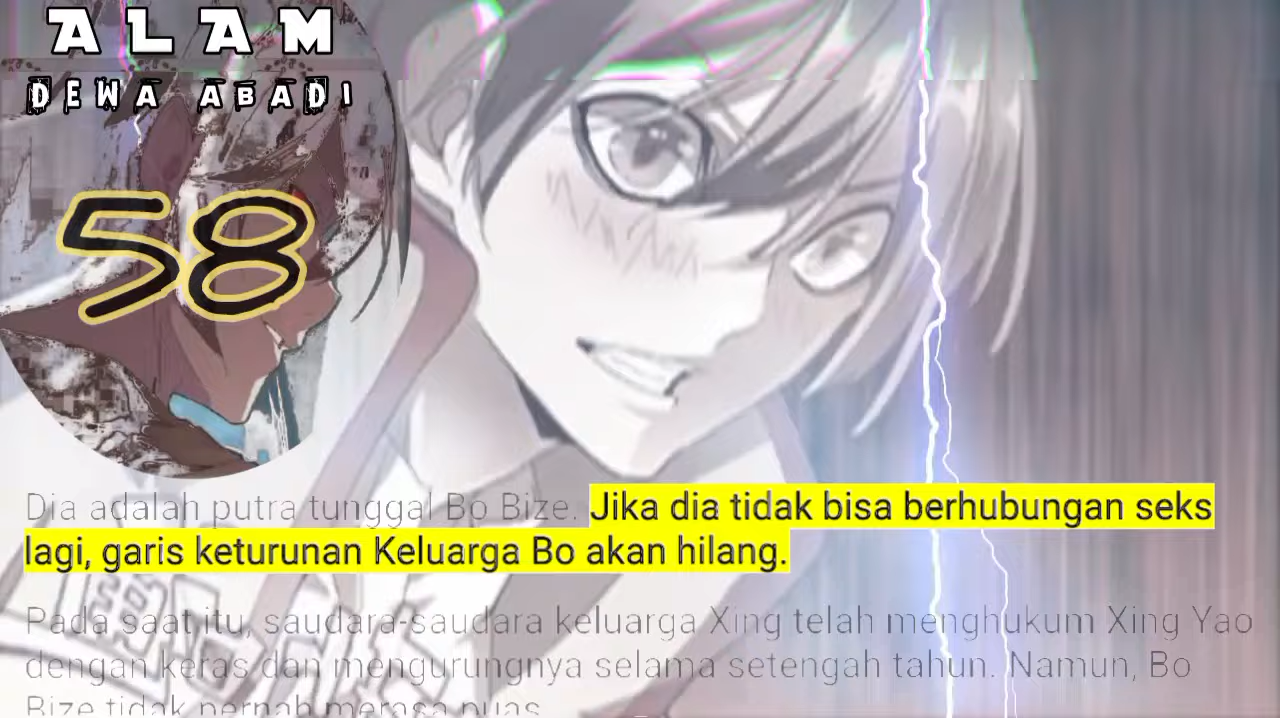 ALAM
DEWA ABADI
58
Dia adalah putra tunggal Bo Bize. Jika dia tidak bisa berhubungan seks
lagi, garis keturunan Keluarga Bo akan hilang.
Pada saat itu, saudara-saudara keluarga Xing telah menghukum Xing Yao
dengan keras dan mengurungnya selama setengah tahun. Namun, Bo
Bize tidak pernah merasa puas